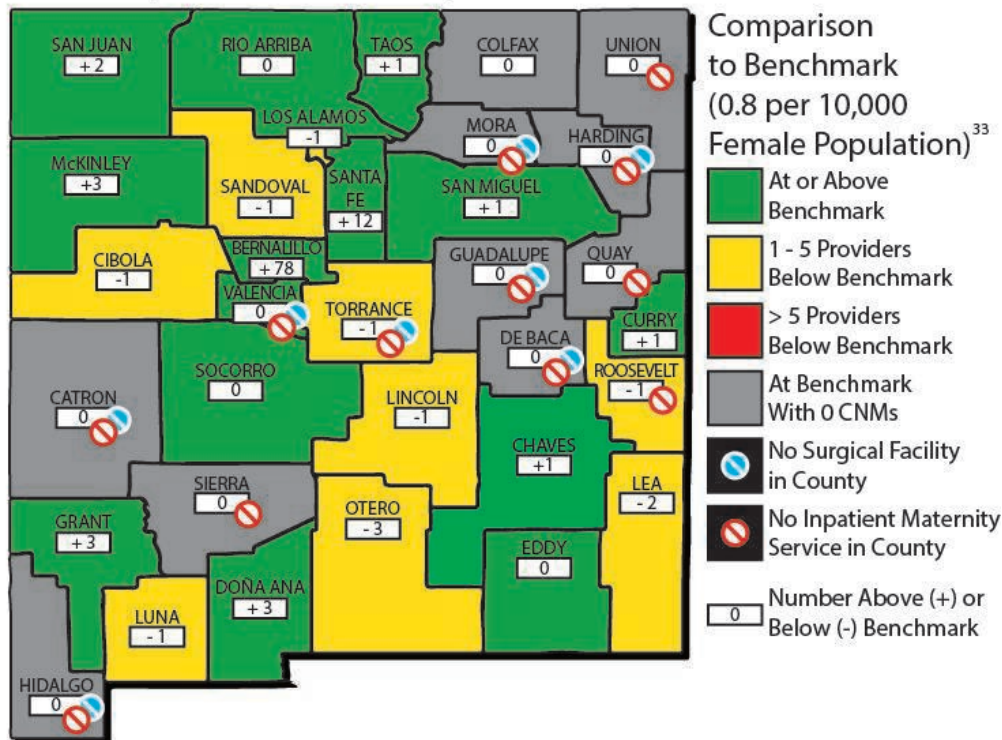 SAN JUAN
+ 2
RIO ARRIBA
0
TAOS
+ 1
COLFAX
0
UNION
0
LOS ALAMOS
-1
MORA
0
HARDING
0
McKINLEY
+3
SANDOVAL
- 1
SANTA
FE
+ 12
SAN MIGUEL
+ 1
CIBOLA
-1
BERNALILLO
+ 78
VALENCIA
0
TORRANCE
- 1
GUADALUPE
0
QUAY
0
CURRY
+ 1
DE BACA
0
ROOSEVELT
- 1
CATRON
0
SOCORRO
0
LINCOLN
-1
CHAVES
+1
SIERRA
0
OTERO
- 3
LEA
- 2
GRANT
+ 3
DOÑA ANA
+ 3
EDDY
0
LUNA
- 1
HIDALGO
0
Comparison
to Benchmark
(0.8 per 10,000
Female Population)33
At or Above
Benchmark
1 - 5 Providers
Below Benchmark
> 5 Providers
Below Benchmark
At Benchmark
With 0 CNMs
No Surgical Facility
in County
No Inpatient Maternity
Service in County
0
Number Above (+) or
Below (-) Benchmark